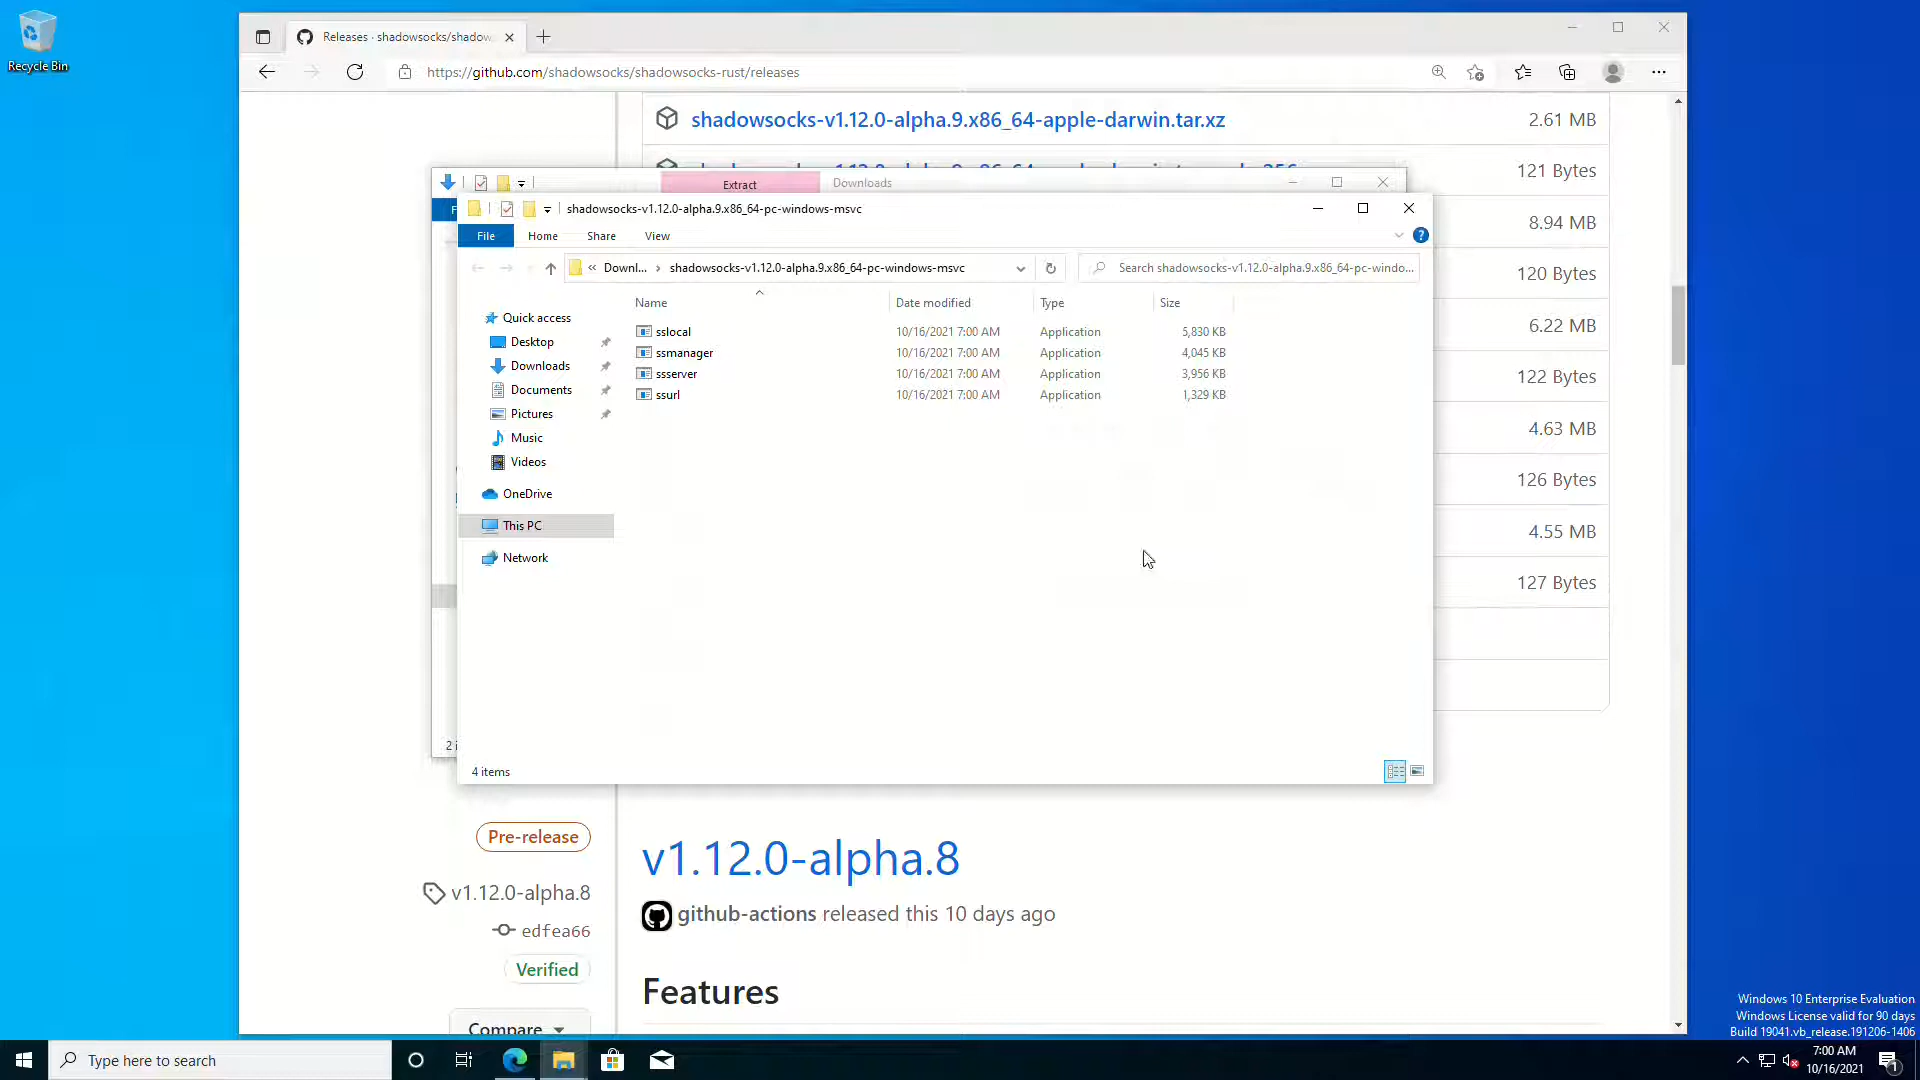 Recycle Bin
Releases · shadowsocks/shadow
https://github.com/shadowsocks/shadowsocks-rust/releases
shadowsocks-v1.12.0-alpha.9.x86_64-apple-darwin.tar.xz
2.61 MB
121 Bytes
8.94 MB
120 Bytes
6.22 MB
122 Bytes
4.63 MB
126 Bytes
4.55 MB
127 Bytes
Extract
Downloads
shadowsocks-v1.12.0-alpha.9.x86_64-pc-windows-msvc
File
Home
Share
View
« Downl... › shadowsocks-v1.12.0-alpha.9.x86_64-pc-windows-msvc
Search shadowsocks-v1.12.0-alpha.9.x86_64-pc-windo...
Name
Date modified
Type
Size
sslocal
10/16/2021 7:00 AM
Application
5,830 KB
ssmanager
10/16/2021 7:00 AM
Application
4,045 KB
ssserver
10/16/2021 7:00 AM
Application
3,956 KB
ssurl
10/16/2021 7:00 AM
Application
1,329 KB
Quick access
Desktop
Downloads
Documents
Pictures
Music
Videos
OneDrive
This PC
Network
4 items
Pre-release
v1.12.0-alpha.8
edfea66
Verified
Compare
v1.12.0-alpha.8
github-actions released this 10 days ago
Features
Windows 10 Enterprise Evaluation
Windows License valid for 90 days
Build 19041.vb_release.191206-1406
Type here to search
7:00 AM
10/16/2021
1